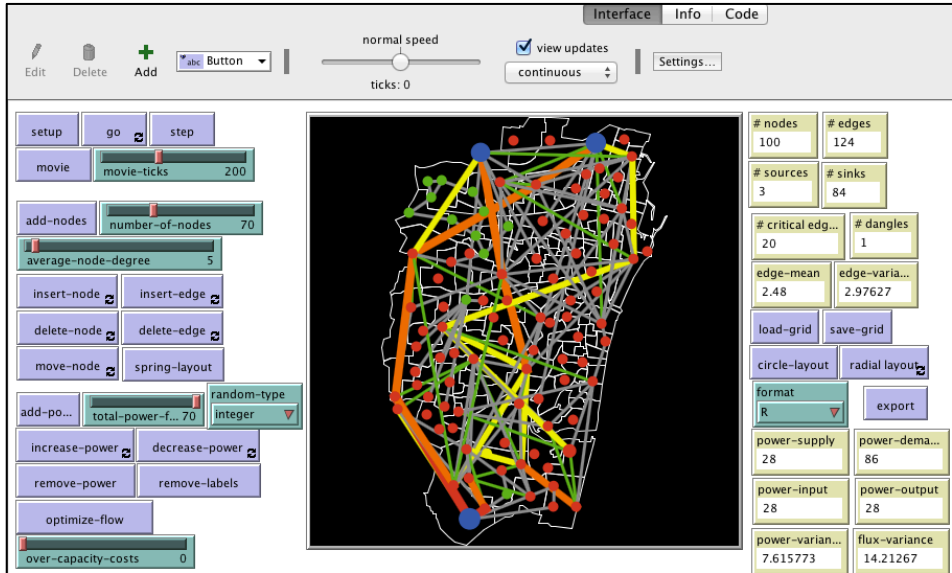 Interface Info Code
normal speed
view updates
Edit Delete Add abc Button continuous Settings...
ticks: 0
setup go step
movie movie-ticks 200
add-nodes number-of-nodes 70
average-node-degree 5
insert-node insert-edge
delete-node delete-edge
move-node spring-layout
random-type
add-po... total-power-f... 70 integer
increase-power decrease-power
remove-power remove-labels
optimize-flow
over-capacity-costs 0
# nodes # edges
100 124
# sources # sinks
3 84
# critical edg... # dangles
20 1
edge-mean edge-varia...
2.48 2.97627
load-grid save-grid
circle-layout radial layout
format
R export
power-supply power-dema...
28 86
power-input power-output
28 28
power-varian... flux-variance
7.615773 14.21267